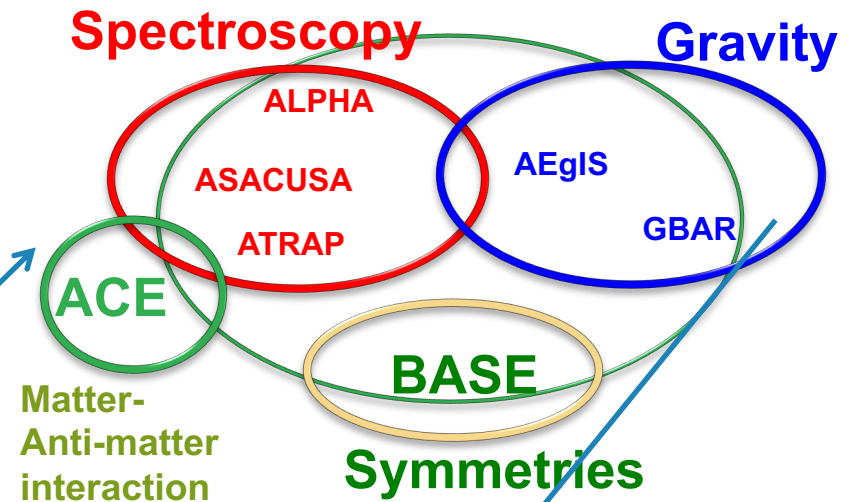 Spectroscopy
Gravity
ALPHA
AEgIS
ASACUSA
GBAR
ATRAP
ACE
BASE
Matter-
Anti-matter
interaction
Symmetries